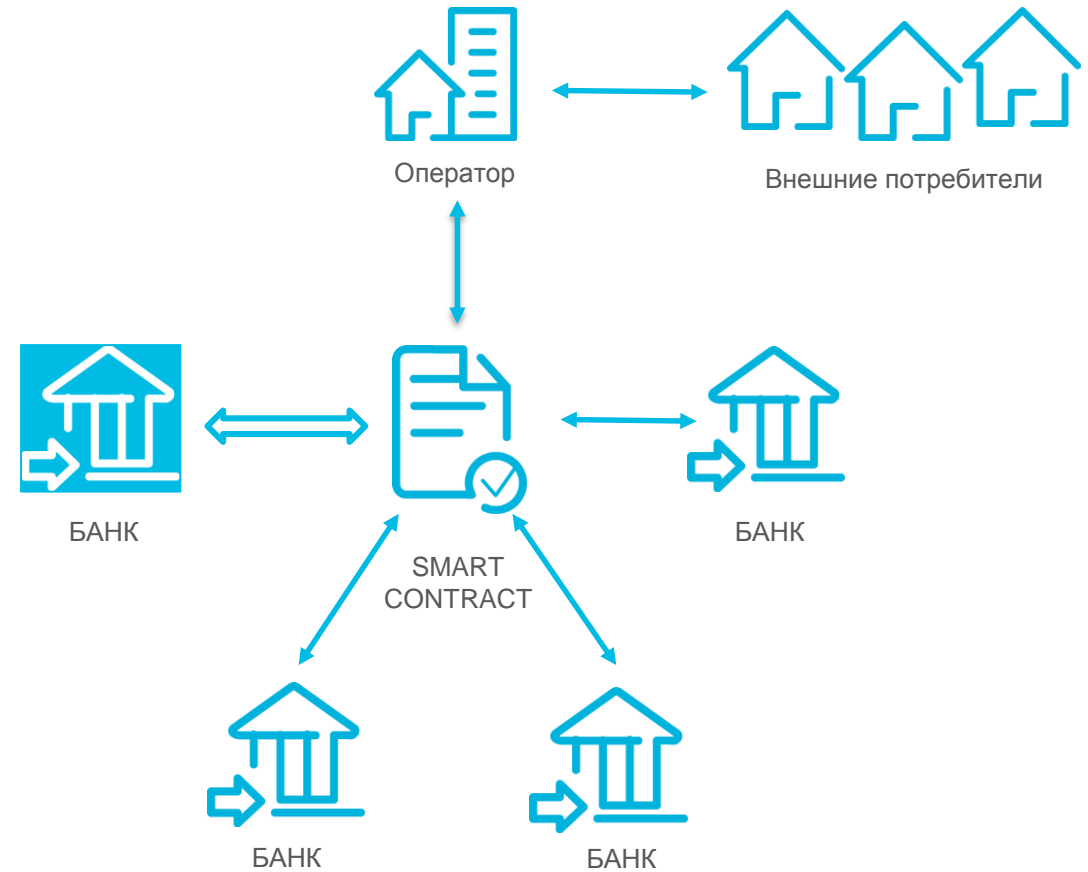 Оператор
Внешние потребители
БАНК
SMART
CONTRACT
БАНК
БАНК
БАНК